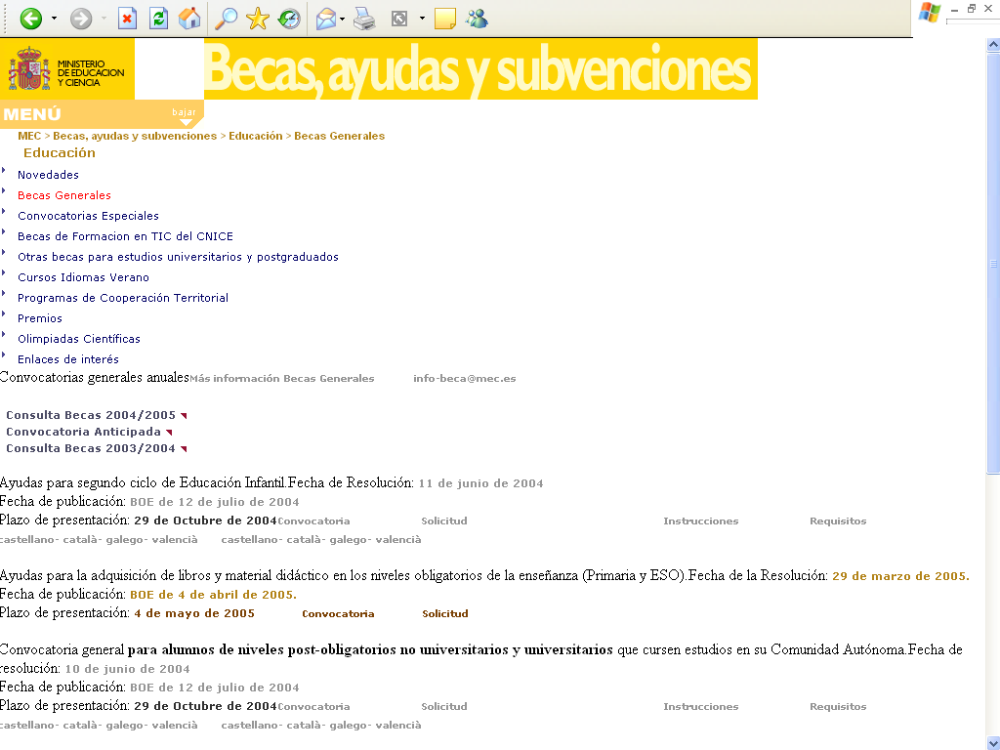 MINISTERIO
DE EDUCACION
Y CIENCIA
Becas, ayudas y subvenciones
MENÚ bajar
MEC > Becas, ayudas y subvenciones > Educación > Becas Generales
Educación
Novedades
Becas Generales
Convocatorias Especiales
Becas de Formacion en TIC del CNICE
Otras becas para estudios universitarios y postgraduados
Cursos Idiomas Verano
Programas de Cooperación Territorial
Premios
Olimpiadas Científicas
Enlaces de interés
Convocatorias generales anuales Más información Becas Generales info-beca@mec.es
Consulta Becas 2004/2005
Convocatoria Anticipada
Consulta Becas 2003/2004
Ayudas para segundo ciclo de Educación Infantil.Fecha de Resolución: 11 de junio de 2004
Fecha de publicación: BOE de 12 de julio de 2004
Plazo de presentación: 29 de Octubre de 2004 Convocatoria Solicitud Instrucciones Requisitos
castellano- català- galego- valencià castellano- català- galego- valencià
Ayudas para la adquisición de libros y material didáctico en los niveles obligatorios de la enseñanza (Primaria y ESO).Fecha de la Resolución: 29 de marzo de 2005.
Fecha de publicación: BOE de 4 de abril de 2005.
Plazo de presentación: 4 de mayo de 2005 Convocatoria Solicitud
Convocatoria general para alumnos de niveles post-obligatorios no universitarios y universitarios que cursen estudios en su Comunidad Autónoma.Fecha de
resolución: 10 de junio de 2004
Fecha de publicación: BOE de 12 de julio de 2004
Plazo de presentación: 29 de Octubre de 2004 Convocatoria Solicitud Instrucciones Requisitos
castellano- català- galego- valencià castellano- català- galego- valencià